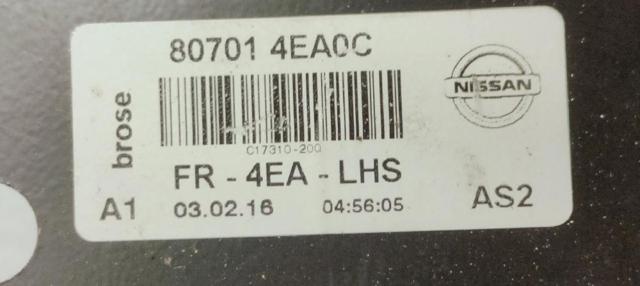 80701 4EA0C
brose
NISSAN
C17310-200
FR - 4EA - LHS
A1 03.02.16 04:56:05 AS2